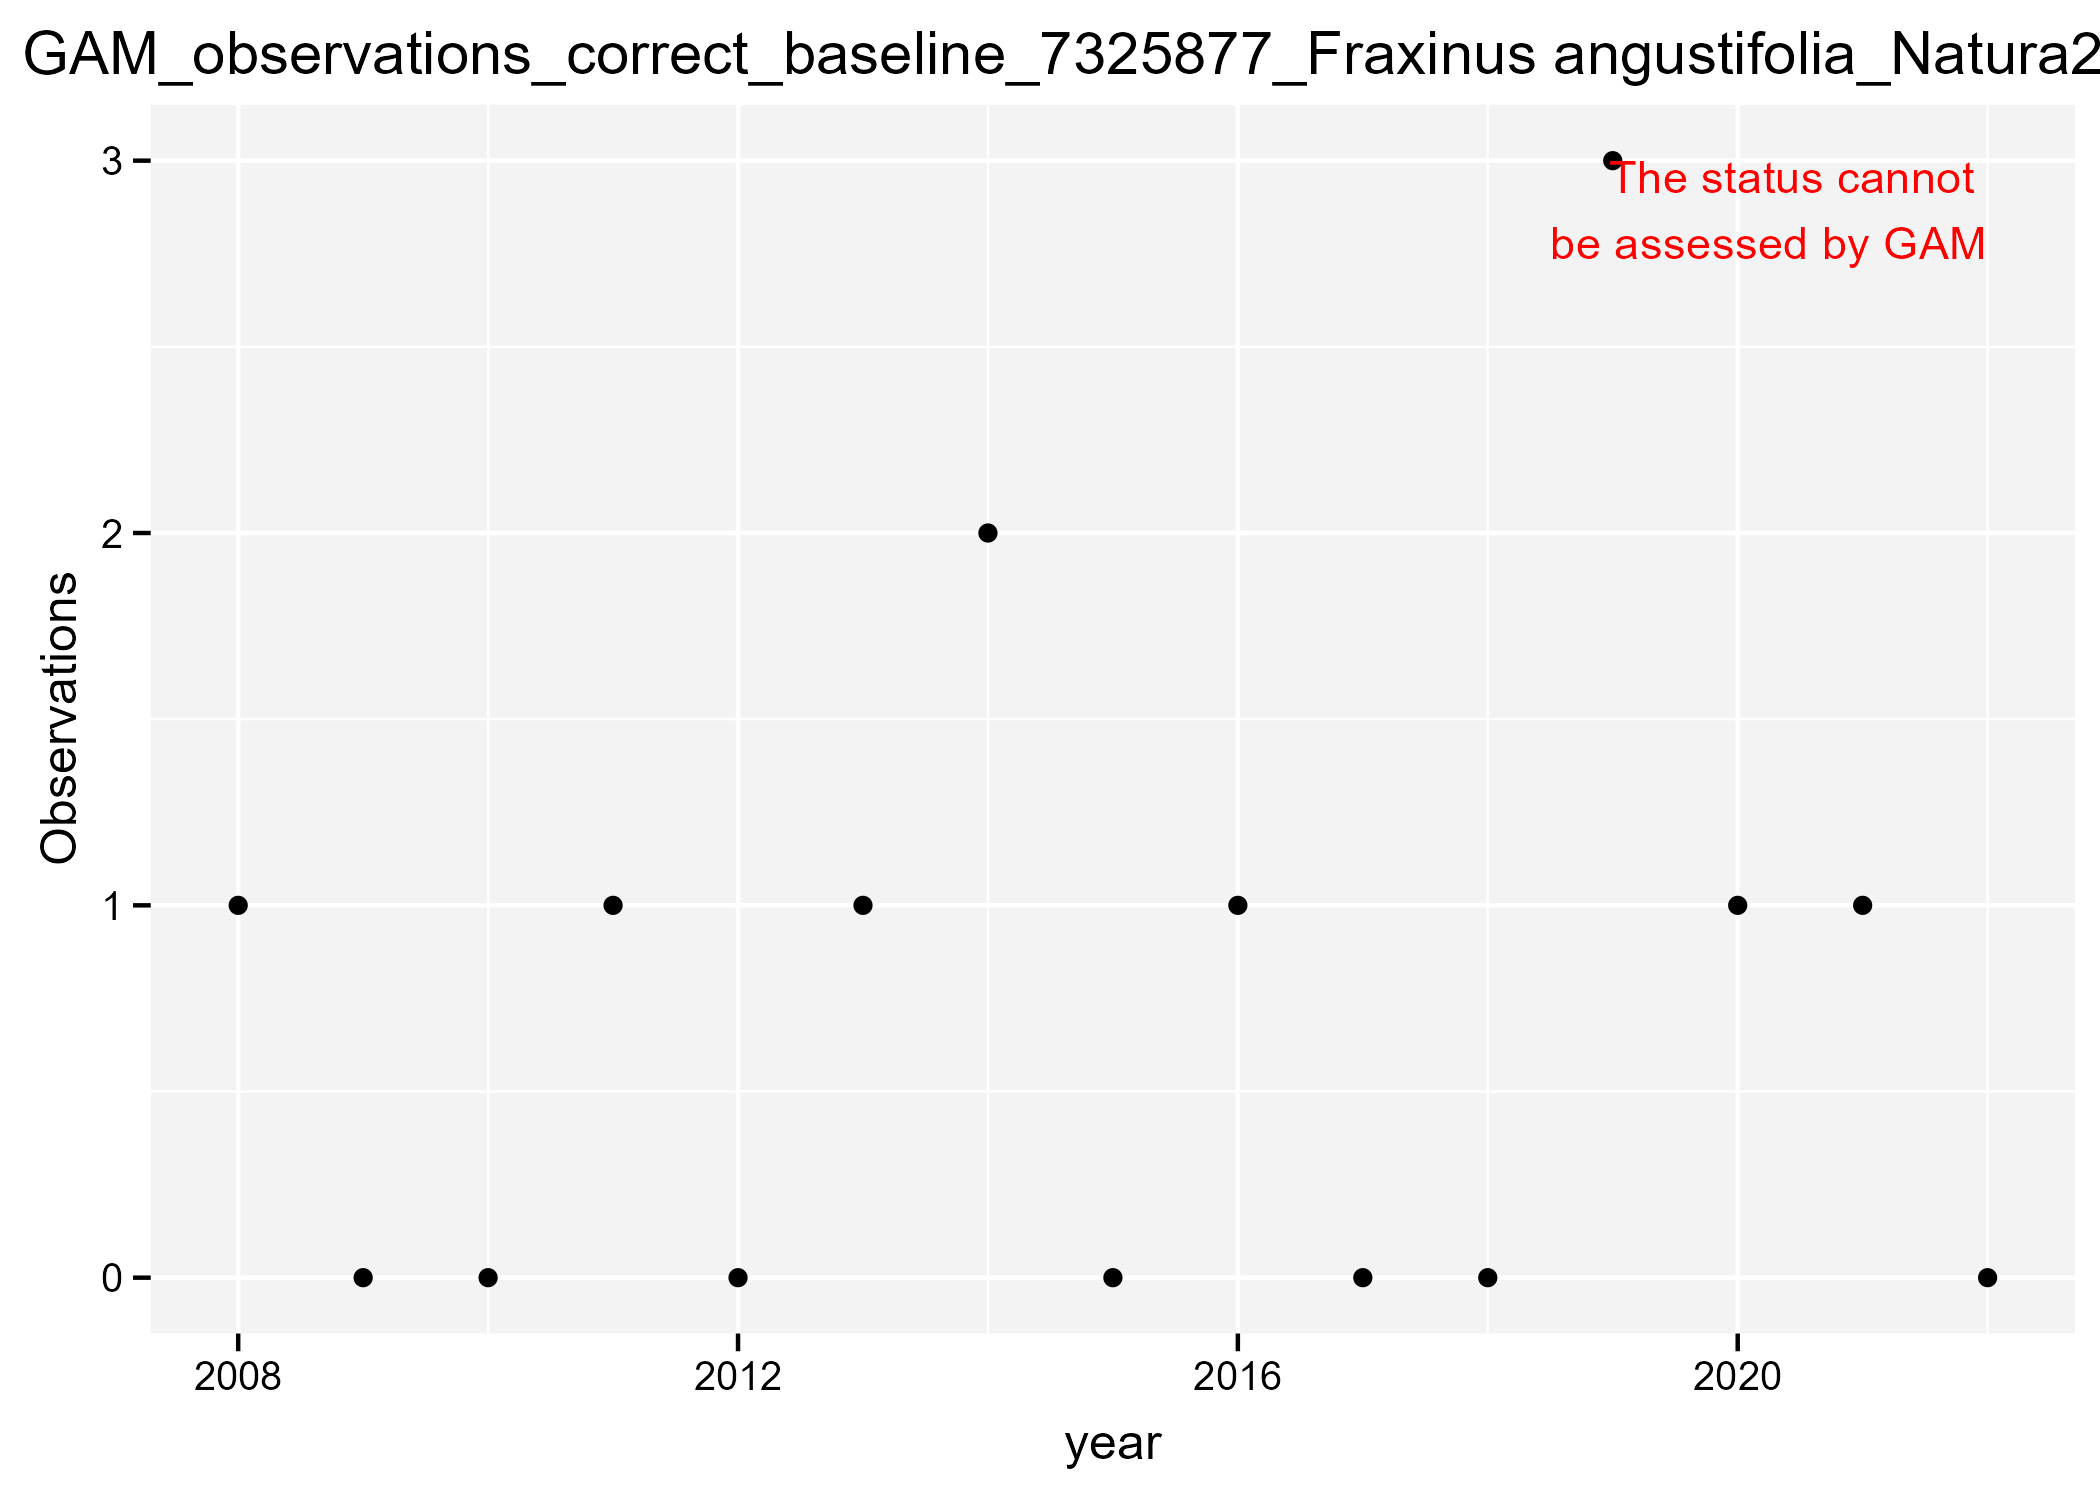 GAM_observations_correct_baseline_7325877_Fraxinus angustifolia_Natura2
3
The status cannot
be assessed by GAM
2
Observations
1
0
2008 2012 2016 2020
year